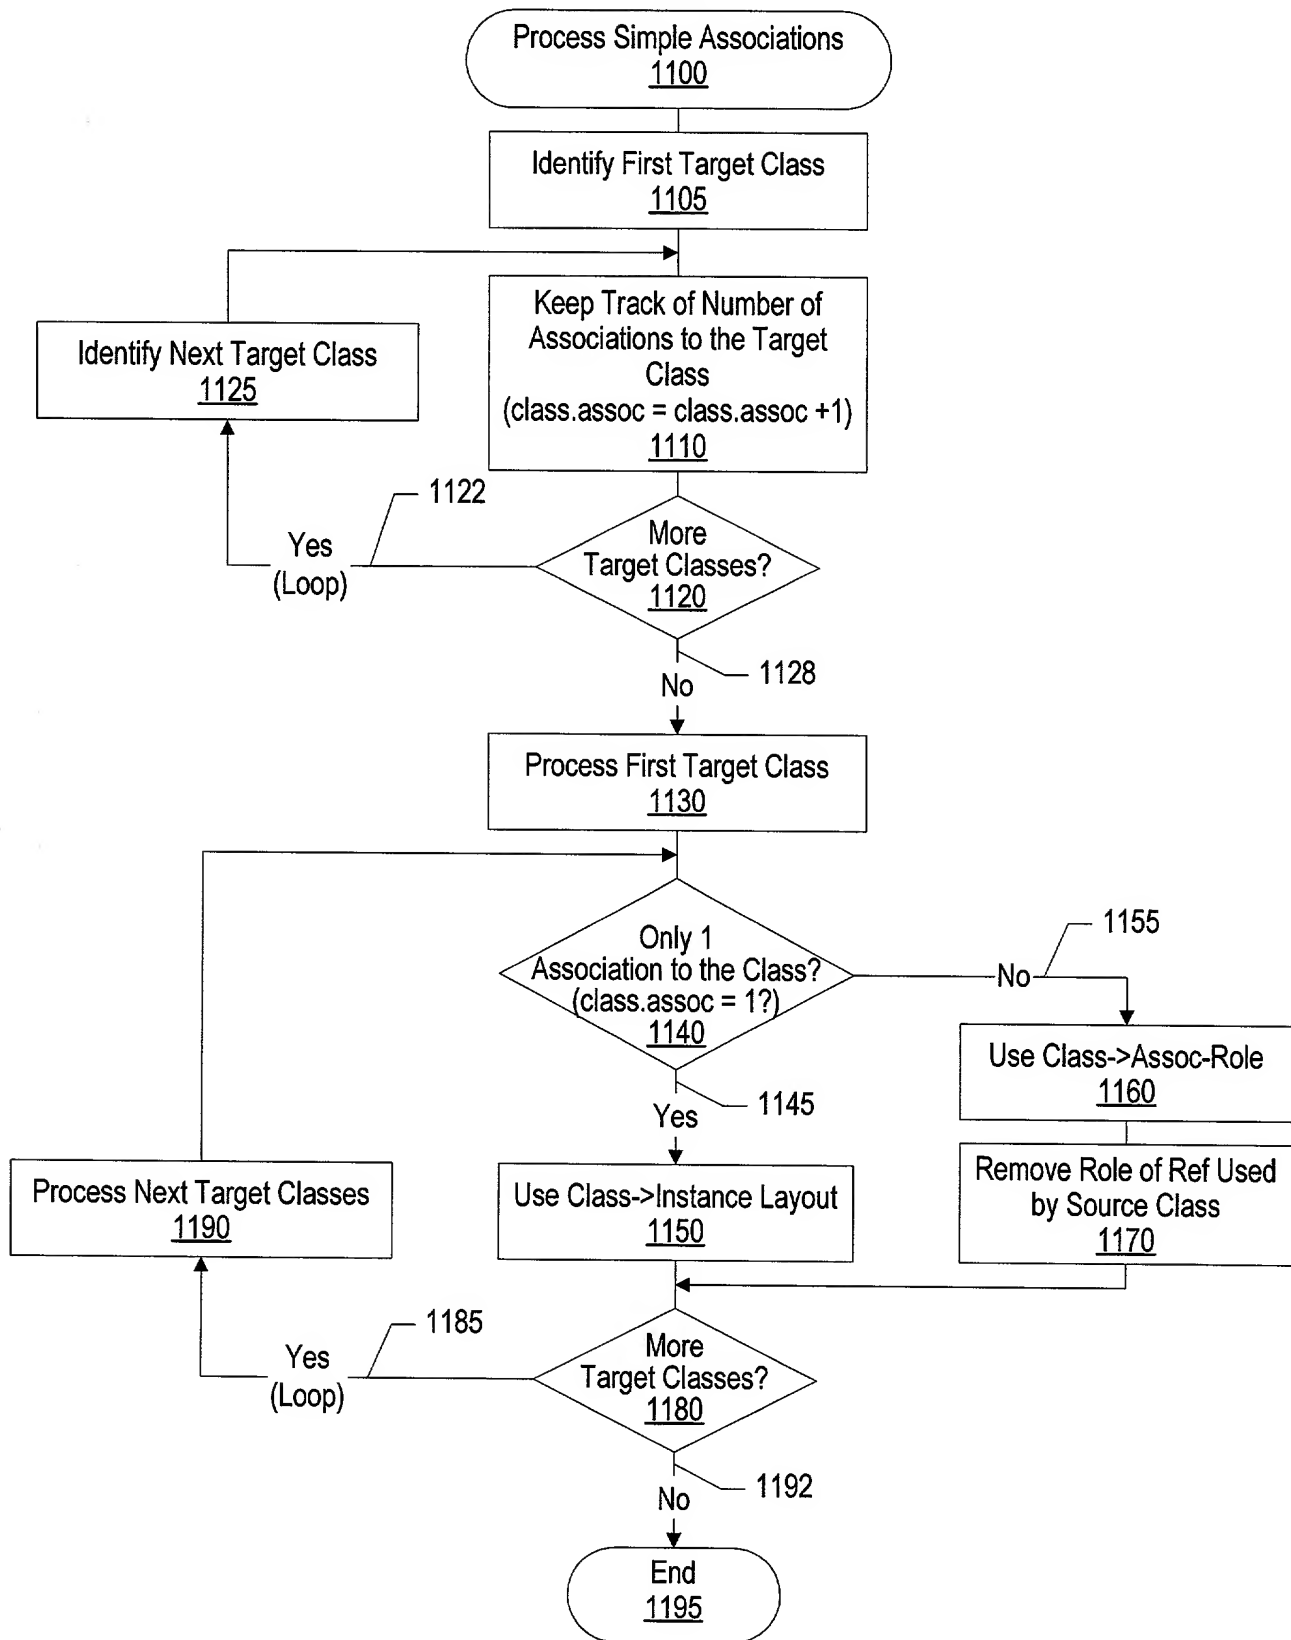 Process Simple Associations
1100
Identify First Target Class
1105
Keep Track of Number of
Associations to the Target
Class
(class.assoc = class.assoc +1)
1110
Identify Next Target Class
1125
1122
Yes
(Loop)
More
Target Classes?
1120
1128
No
Process First Target Class
1130
Only 1
Association to the Class?
(class.assoc = 1?)
1140
1155
No
Use Class->Assoc-Role
1160
1145
Yes
Remove Role of Ref Used
by Source Class
1170
Process Next Target Classes
1190
Use Class->Instance Layout
1150
1185
Yes
(Loop)
More
Target Classes?
1180
1192
No
End
1195